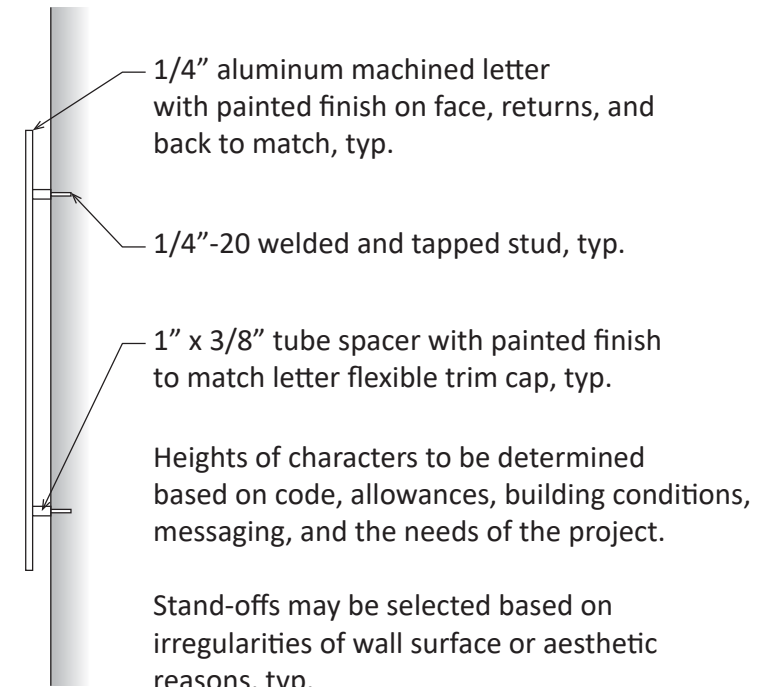 1/4” aluminum machined letter
with painted finish on face, returns, and
back to match, typ.
1/4”-20 welded and tapped stud, typ.
1” x 3/8” tube spacer with painted finish
to match letter flexible trim cap, typ.
Heights of characters to be determined
based on code, allowances, building conditions,
messaging, and the needs of the project.
Stand-offs may be selected based on
irregularities of wall surface or aesthetic
reasons, typ.